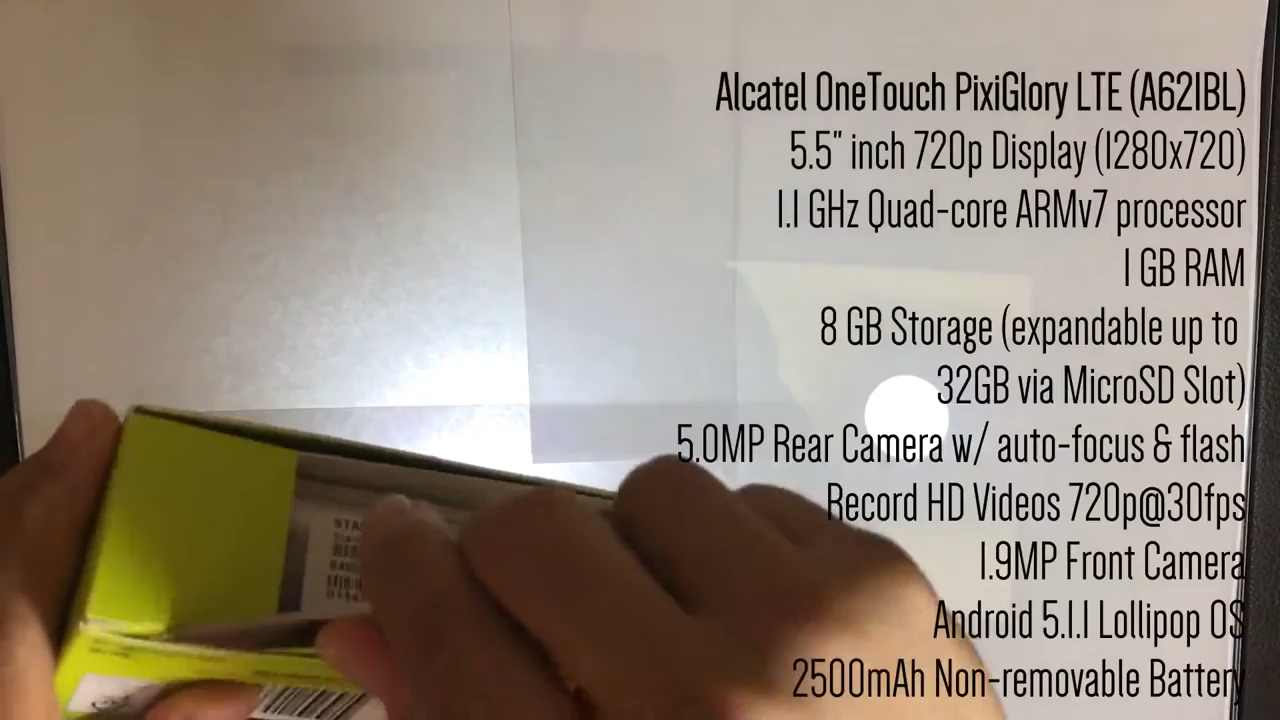 Alcatel OneTouch PixiGlory LTE (A621BL)
5.5" inch 720p Display (1280x720)
1.1 GHz Quad-core ARMv7 processor
1 GB RAM
8 GB Storage (expandable up to
32GB via MicroSD Slot)
5.0MP Rear Camera w/ auto-focus & flash
Record HD Videos 720p@30fps
1.9MP Front Camera
Android 5.1.1 Lollipop OS
2500mAh Non-removable Battery